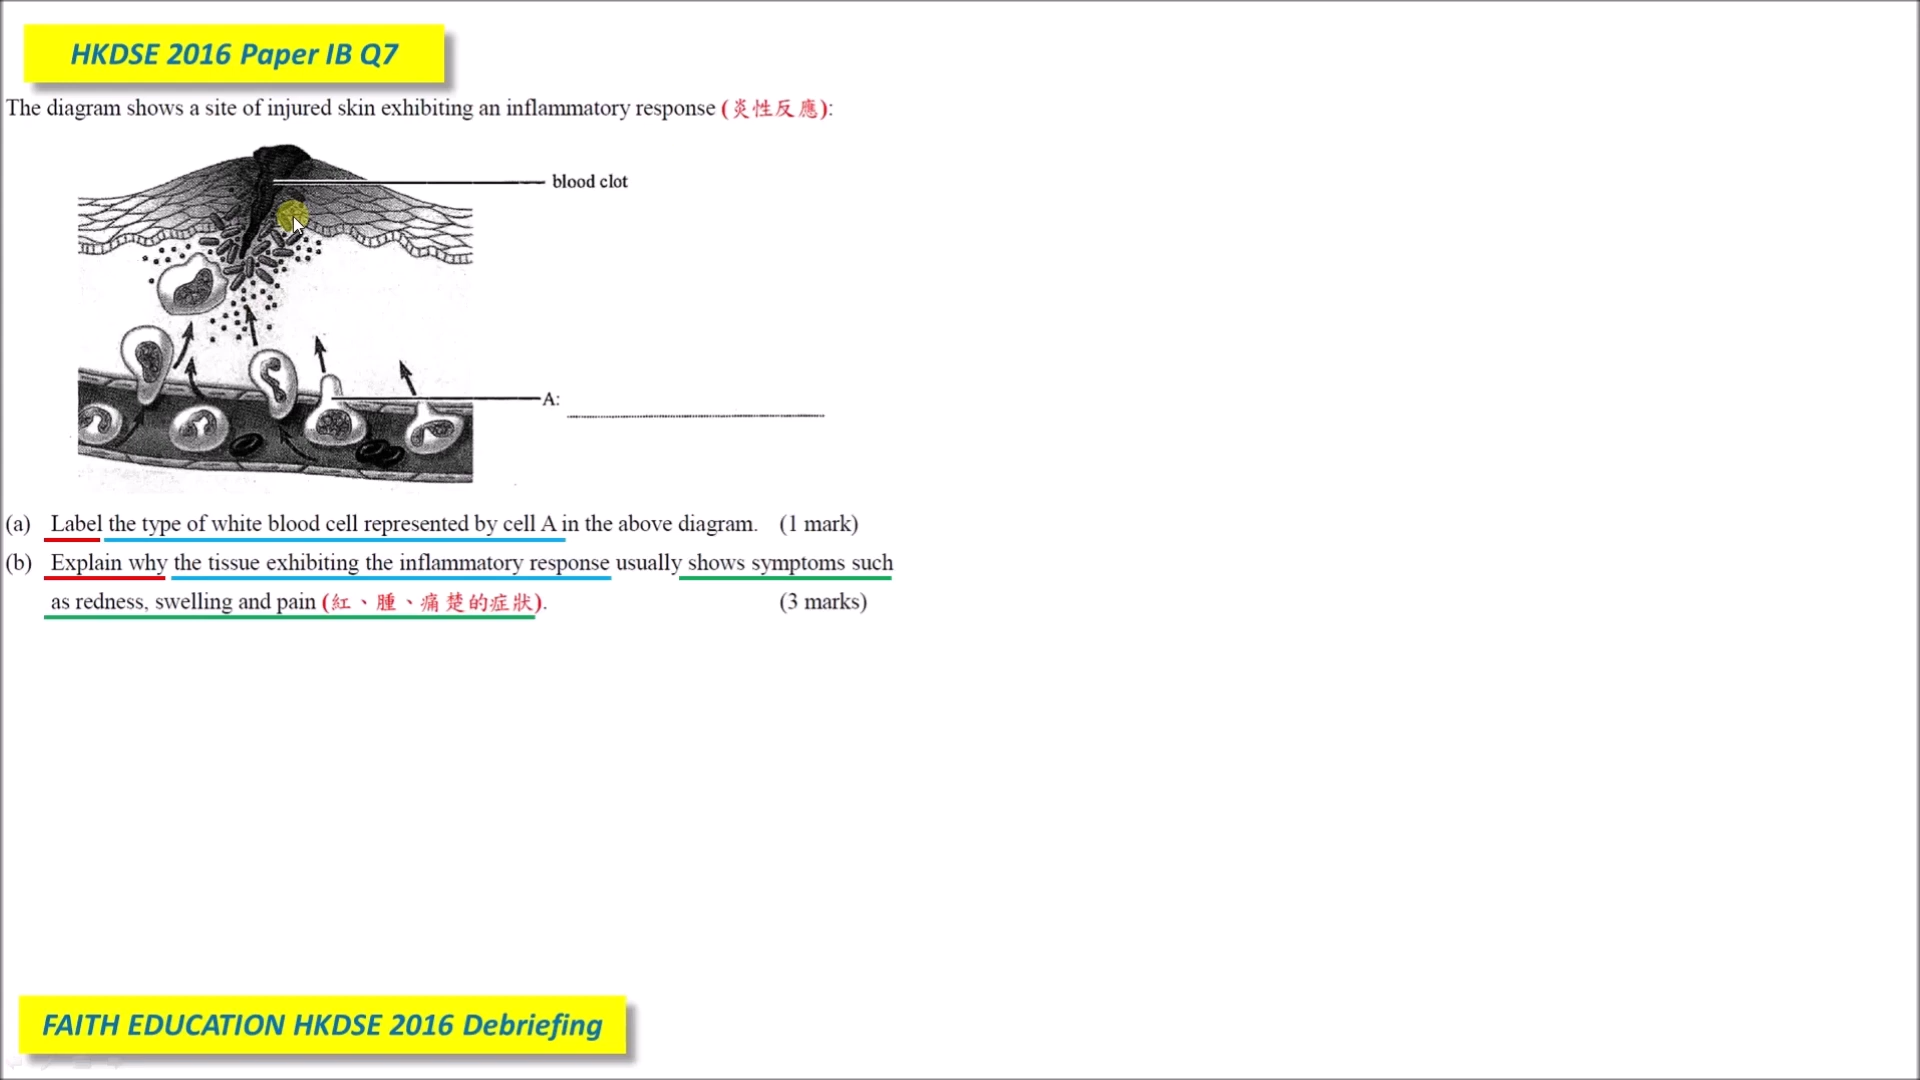 HKDSE 2016 Paper IB Q7
The diagram shows a site of injured skin exhibiting an inflammatory response (炎性反應):
blood clot
A:
(a) Label the type of white blood cell represented by cell A in the above diagram. (1 mark)
(b) Explain why the tissue exhibiting the inflammatory response usually shows symptoms such
as redness, swelling and pain (紅、腫、痛楚的症狀). (3 marks)
FAITH EDUCATION HKDSE 2016 Debriefing